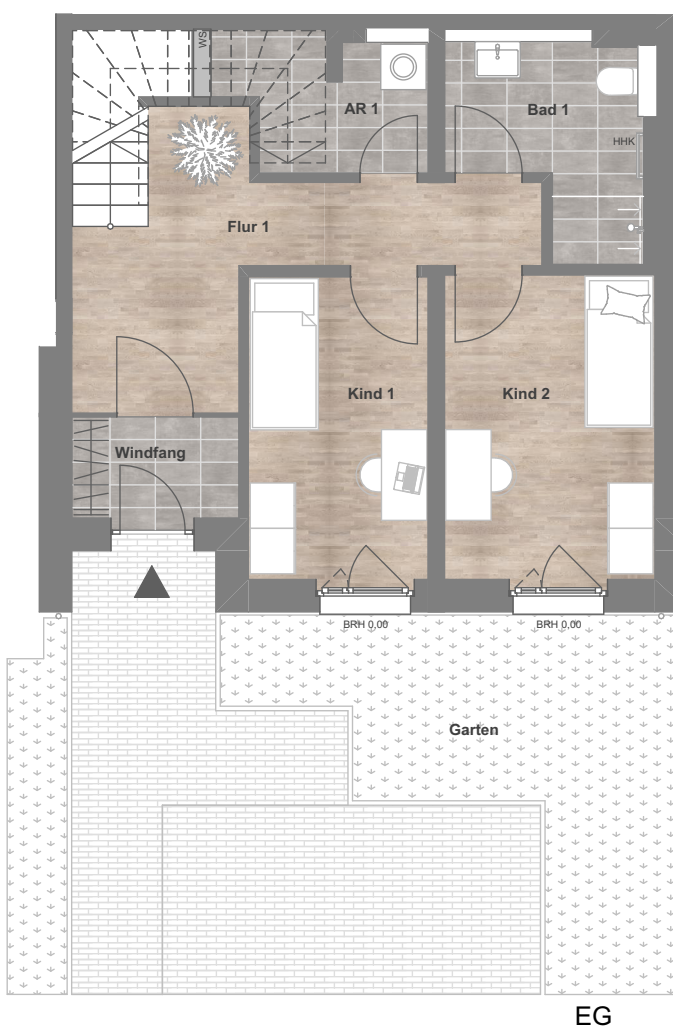 WS
AR 1
Bad 1
HHK
Flur 1
Kind 1
Kind 2
Windfang
BRH 0,00
BRH 0,00
Garten
EG